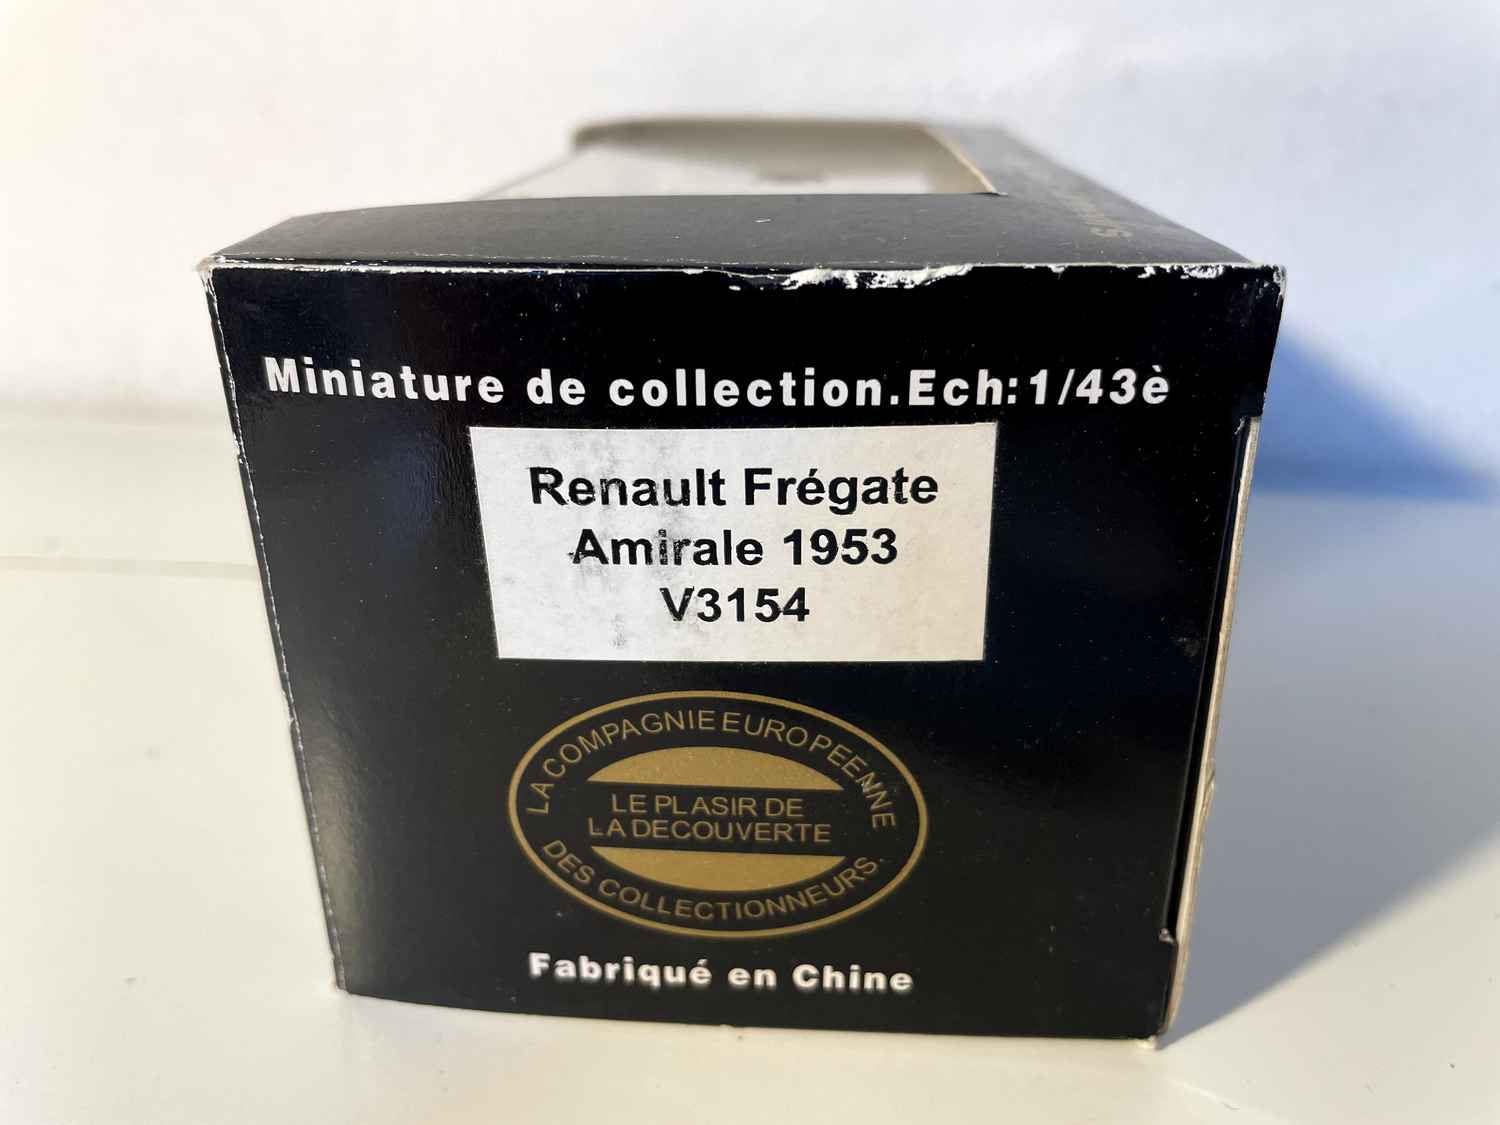 Miniature de collection.Ech:1/43è
Renault Frégate
Amirale 1953
V3154
LA COMPAGNIE EUROPEENNE
LE PLASIR DE
LA DECOUVERTE
DES COLLECTIONNEURS.
Fabriqué en Chine